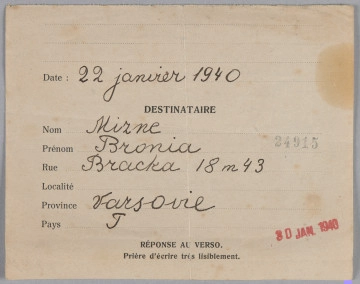 Date : 22 janvier 1940
DESTINATAIRE
Nom Mizne
Prénom Bronia
24915
Rue Bracka 18 m 43
Localité
Province Varsovie
Pays
30 JAN. 1940
RÉPONSE AU VERSO.
Prière d'écrire très lisiblement.